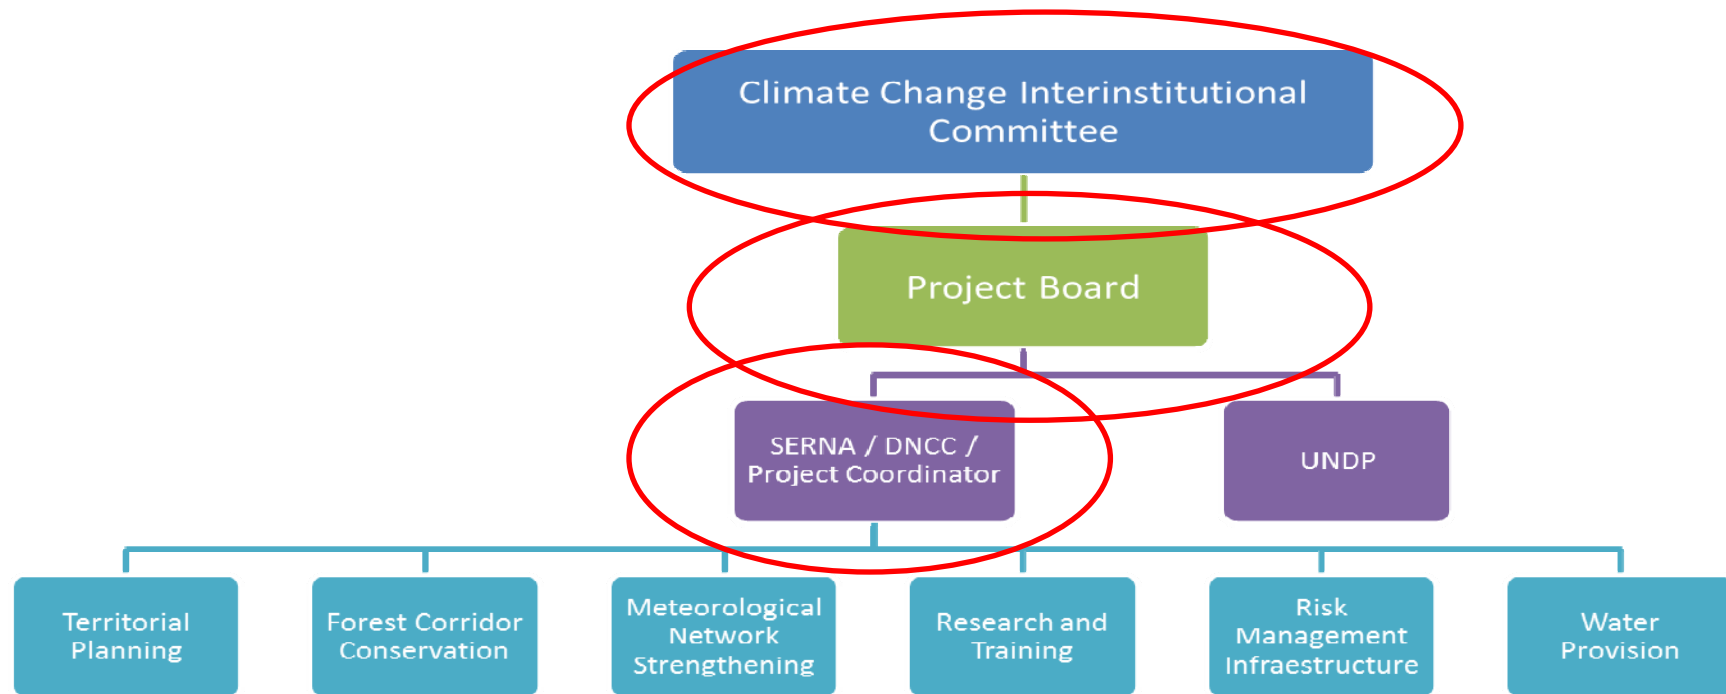 Climate Change Interinstitutional
Committee
Project Board
SERNA / DNCC /
Project Coordinator
UNDP
Territorial
Planning
Forest Corridor
Conservation
Meteorological
Network
Strengthening
Research and
Training
Risk
Management
Infraestructure
Water
Provision